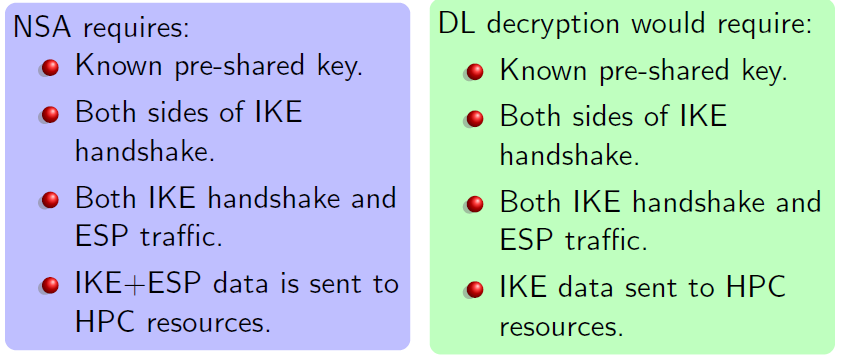 NSA requires:
Known pre-shared key.
Both sides of IKE
handshake.
Both IKE handshake and
ESP traffic.
IKE+ESP data is sent to
HPC resources.
DL decryption would require:
Known pre-shared key.
Both sides of IKE
handshake.
Both IKE handshake and
ESP traffic.
IKE data sent to HPC
resources.